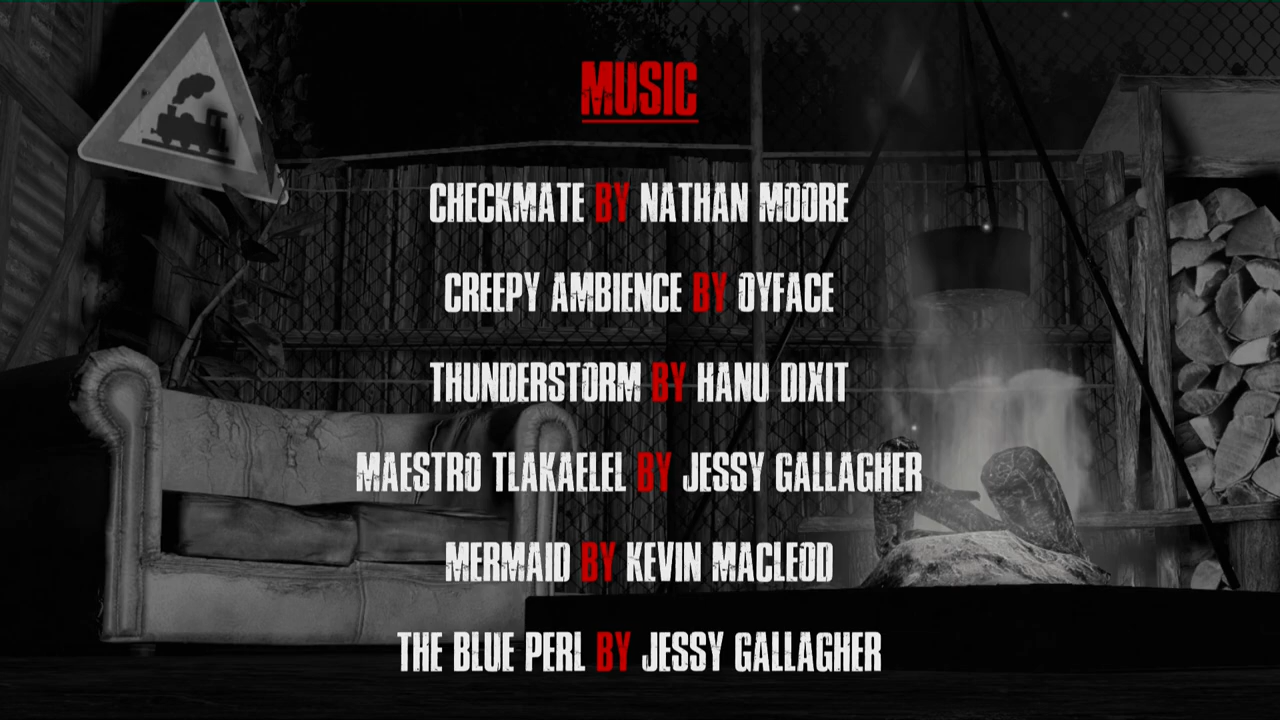 MUSIC
CHECKMATE BY NATHAN MOORE
CREEPY AMBIENCE BY OYFACE
THUNDERSTORM BY HANU DIXIT
MAESTRO TLAKAELEL BY JESSY GALLAGHER
MERMAID BY KEVIN MACLEOD
THE BLUE PERL BY JESSY GALLAGHER